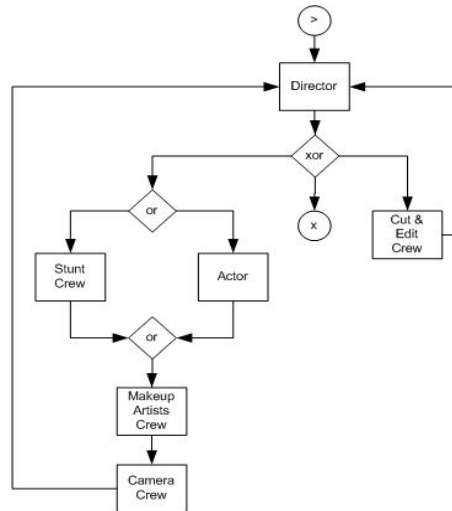 >
Director
xor
or
x
Cut &
Edit
Crew
Stunt
Crew
Actor
or
Makeup
Artists
Crew
Camera
Crew